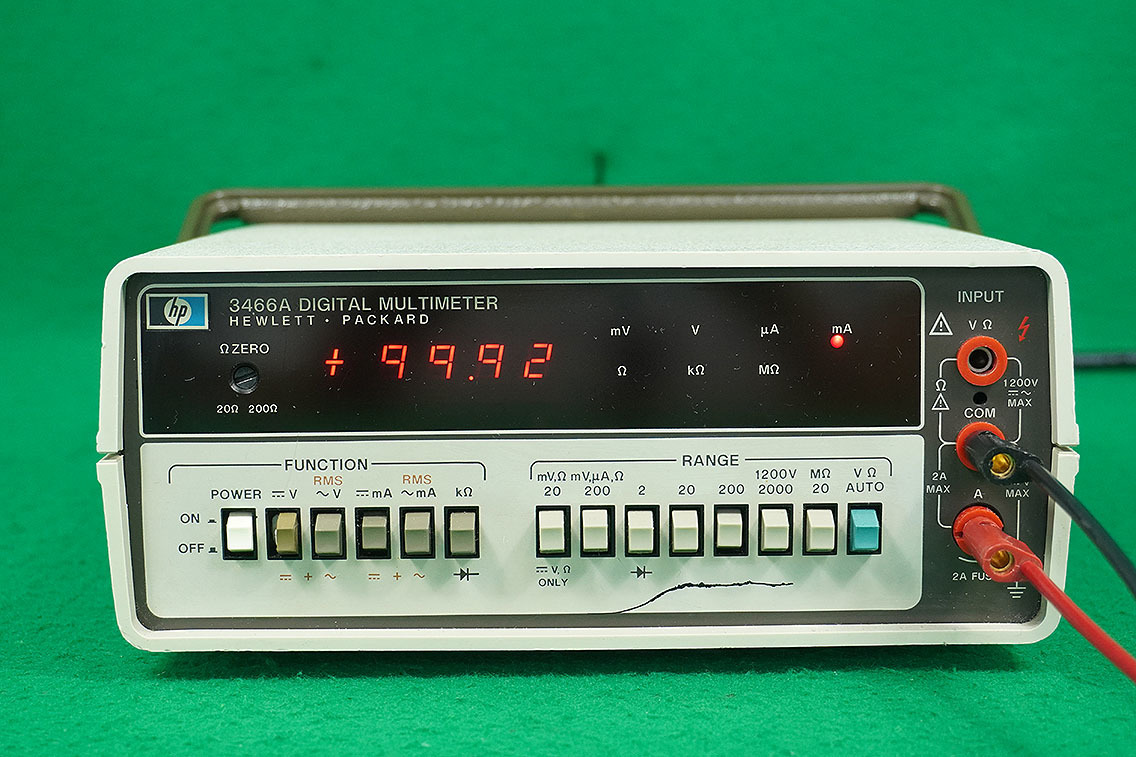 hp
3466A DIGITAL MULTIMETER
HEWLETT · PACKARD
Ω ZERO
20Ω 200Ω
+ 99.92
mV V μA mA
Ω kΩ MΩ
INPUT
V Ω
Ω
1200V
⎓ ∼
MAX
COM
2A
MAX
A
MAX
2A
FUNCTION
POWER
ON
OFF
⎓ V
RMS
∼ V
⎓ mA
RMS
∼ mA
kΩ
⎓ + ∼
⎓ + ∼
RANGE
mV,Ω
20
mV,μA,Ω
200
2
20
200
1200V
2000
MΩ
20
V Ω
AUTO
⎓ V, Ω
ONLY